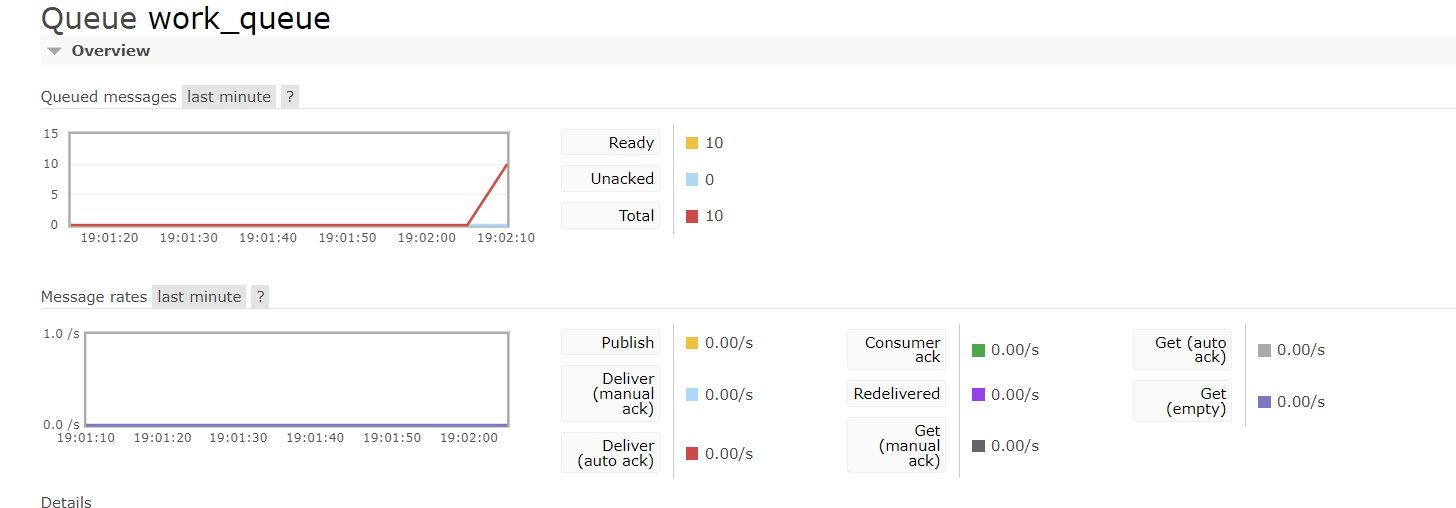 Queue work_queue
Overview
Queued messages last minute ?
15
10
5
0
19:01:20 19:01:30 19:01:40 19:01:50 19:02:00 19:02:10
Ready 10
Unacked 0
Total 10
Message rates last minute ?
1.0 /s
0.0 /s
19:01:10 19:01:20 19:01:30 19:01:40 19:01:50 19:02:00
Publish 0.00/s
Deliver
(manual
ack)
0.00/s
Deliver
(auto ack)
0.00/s
Consumer
ack
0.00/s
Redelivered 0.00/s
Get
(manual
ack)
0.00/s
Get (auto
ack)
0.00/s
Get
(empty)
0.00/s
Details